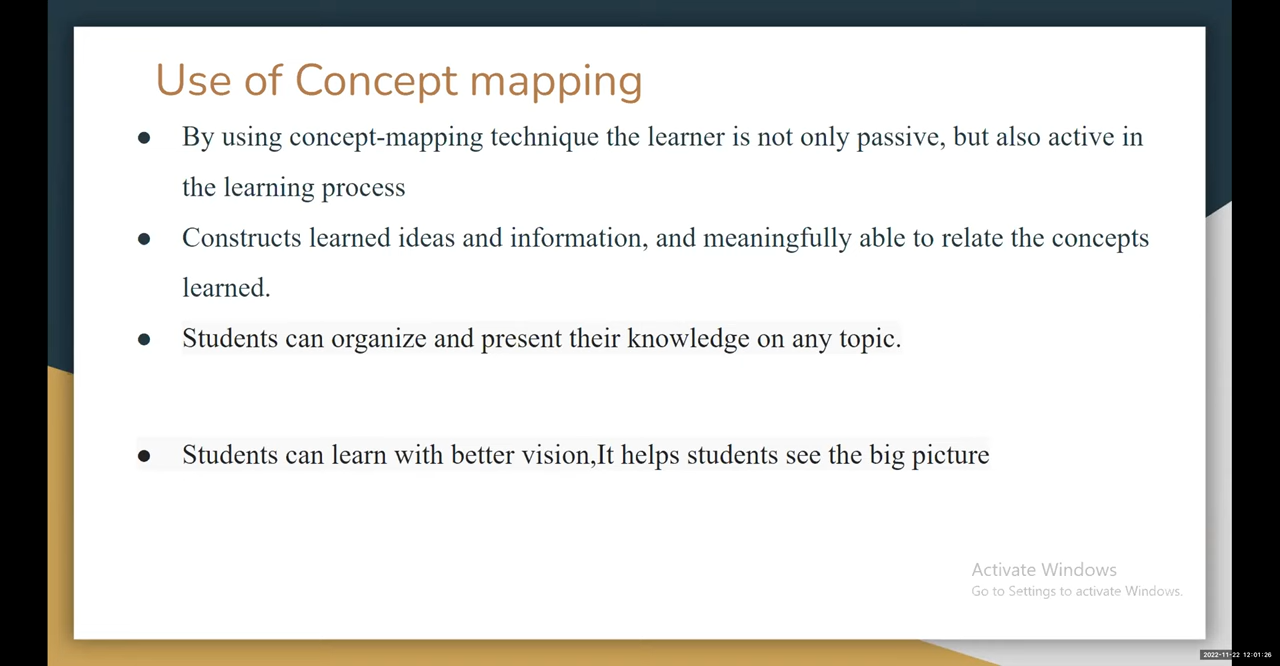 Use of Concept mapping
● By using concept-mapping technique the learner is not only passive, but also active in
the learning process
● Constructs learned ideas and information, and meaningfully able to relate the concepts
learned.
● Students can organize and present their knowledge on any topic.
● Students can learn with better vision,It helps students see the big picture
Activate Windows
Go to Settings to activate Windows.
2022-11-22 12:01:26